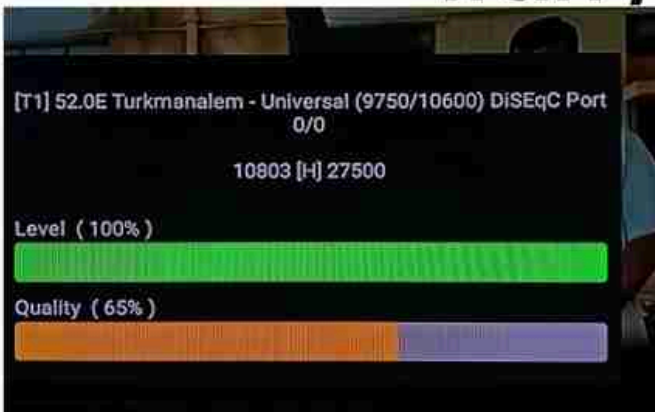 [T1] 52.0E Turkmanalem - Universal (9750/10600) DiSEqC Port
0/0
10803 [H] 27500
Level ( 100% )
Quality ( 65% )